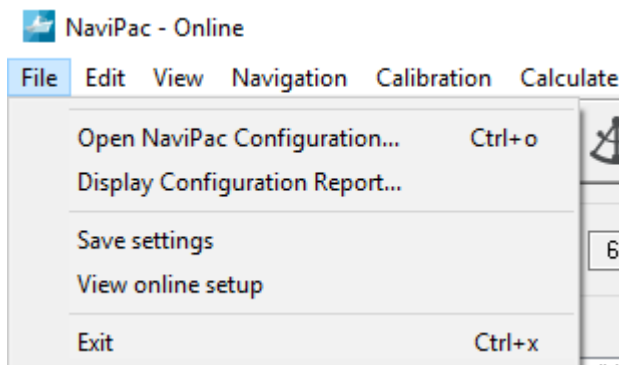 NaviPac - Online
File Edit View Navigation Calibration Calculate
Open NaviPac Configuration... Ctrl+o
Display Configuration Report...
Save settings
6
View online setup
Exit Ctrl+x